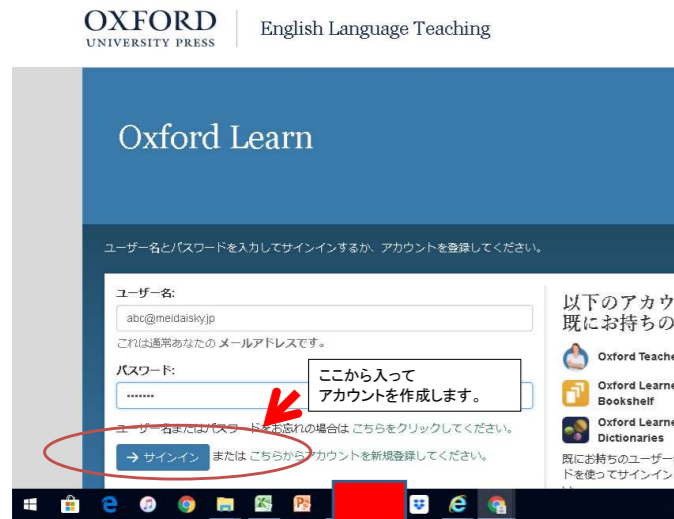 OXFORD
UNIVERSITY PRESS
English Language Teaching
Oxford Learn
ユーザー名とパスワードを入力してサインインするか、アカウントを登録してください。
ユーザー名:
abc@meidaisky.jp
これは通常あなたの メールアドレスです。
パスワード:
•••••••
ここから入って
アカウントを作成します。
ユーザー名またはパスワードをお忘れの場合は こちらをクリックしてください。
→ サインイン または こちらからアカウントを新規登録してください。
以下のアカウ
既にお持ちの
Oxford Teache
Oxford Learne
Bookshelf
Oxford Learne
Dictionaries
既にお持ちのユーザー
ドを使ってサインイン